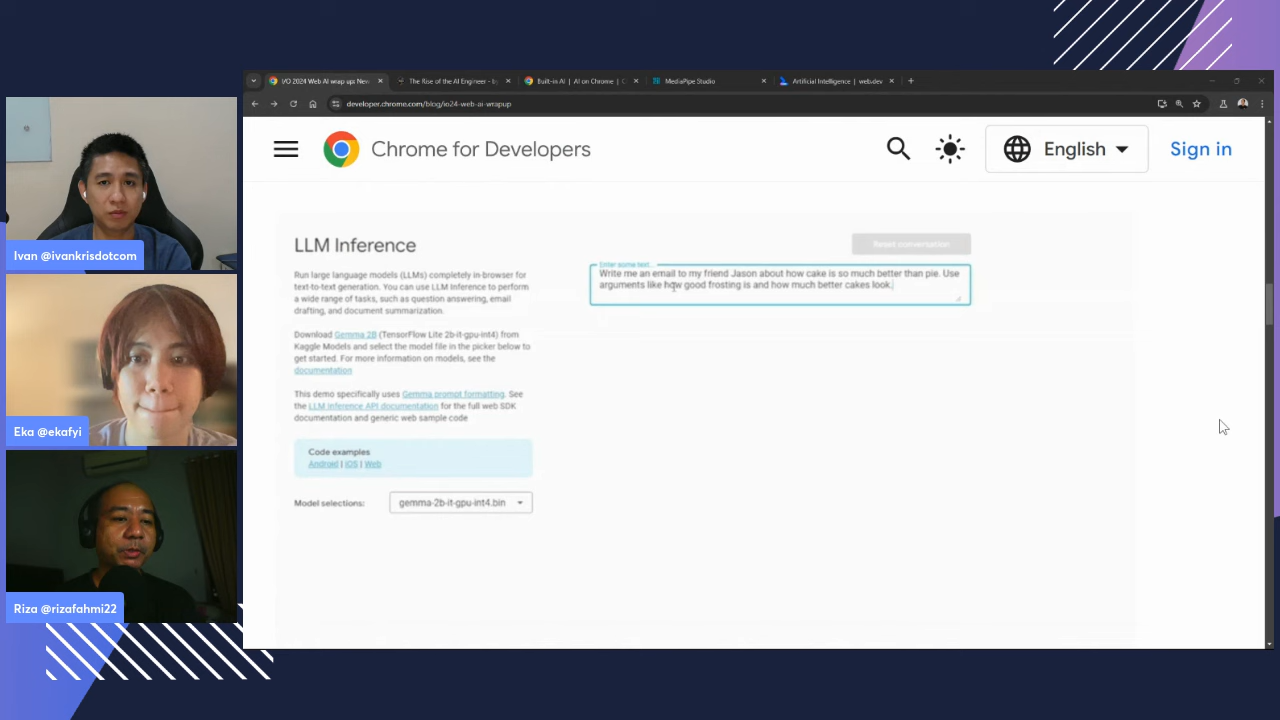 I/O 2024 Web AI wrap up: New
The Rise of the AI Engineer - b
Built-in AI | AI on Chrome | C
MediaPipe Studio
Artificial Intelligence | web.dev
developer.chrome.com/blog/io24-web-ai-wrapup
Chrome for Developers
English
Sign in
Ivan @ivankrisdotcom
Eka @ekafyi
Riza @rizafahmi22
LLM Inference
Run large language models (LLMs) completely in-browser for
text-to-text generation. You can use LLM Inference to perform
a wide range of tasks, such as question answering, email
drafting, and document summarization.
Download Gemma 2B (TensorFlow Lite 2b-it-gpu-int4) from
Kaggle Models and select the model file in the picker below to
get started. For more information on models, see the
documentation
This demo specifically uses Gemma prompt formatting. See
the LLM Inference API documentation for the full web SDK
documentation and generic web sample code
Code examples
Android | iOS | Web
Model selections:
gemma-2b-it-gpu-int4.bin
Reset conversation
Enter some text...
Write me an email to my friend Jason about how cake is so much better than pie. Use
arguments like how good frosting is and how much better cakes look.